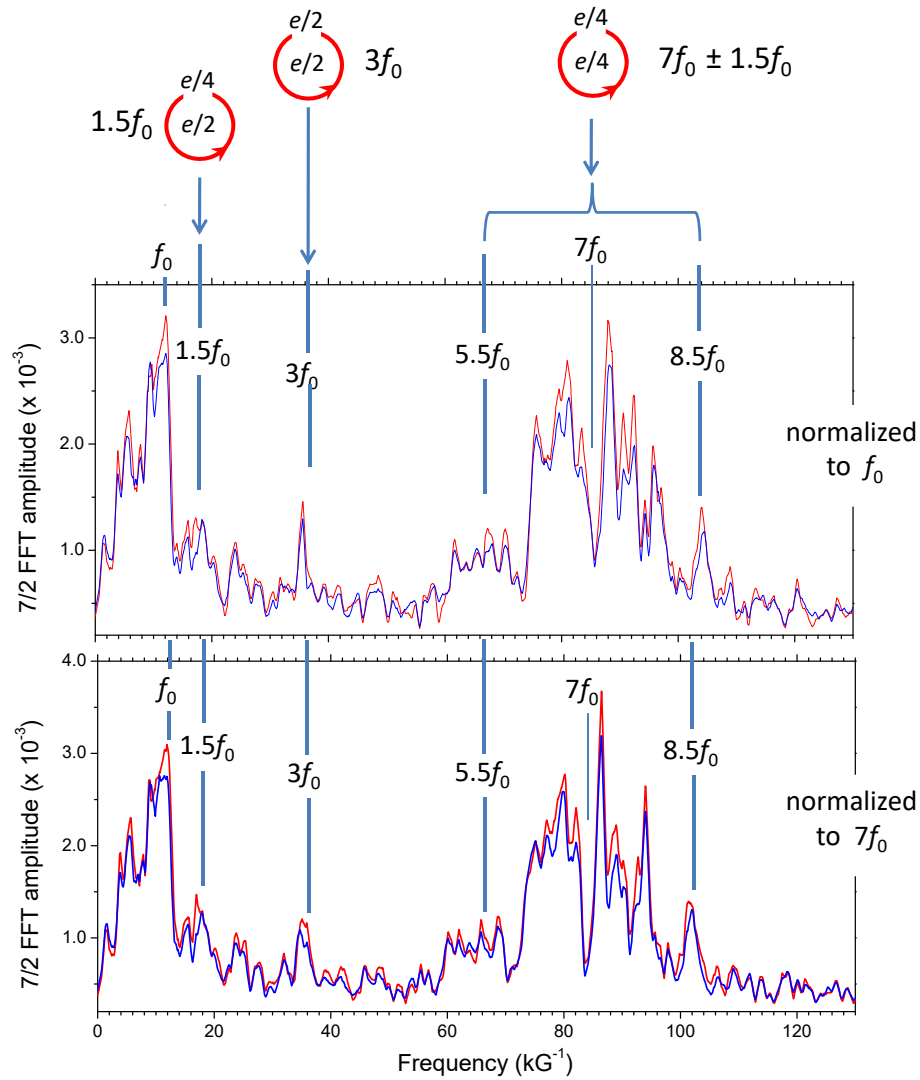 e/4
e/2
1.5f₀
e/2
e/2
3f₀
e/4
e/4
7f₀ ± 1.5f₀
f₀
1.5f₀
3f₀
5.5f₀
7f₀
8.5f₀
3.0
2.0
1.0
7/2 FFT amplitude (x 10⁻³)
normalized
to f₀
f₀
1.5f₀
3f₀
5.5f₀
7f₀
8.5f₀
4.0
3.0
2.0
1.0
7/2 FFT amplitude (x 10⁻³)
normalized
to 7f₀
0 20 40 60 80 100 120
Frequency (kG⁻¹)